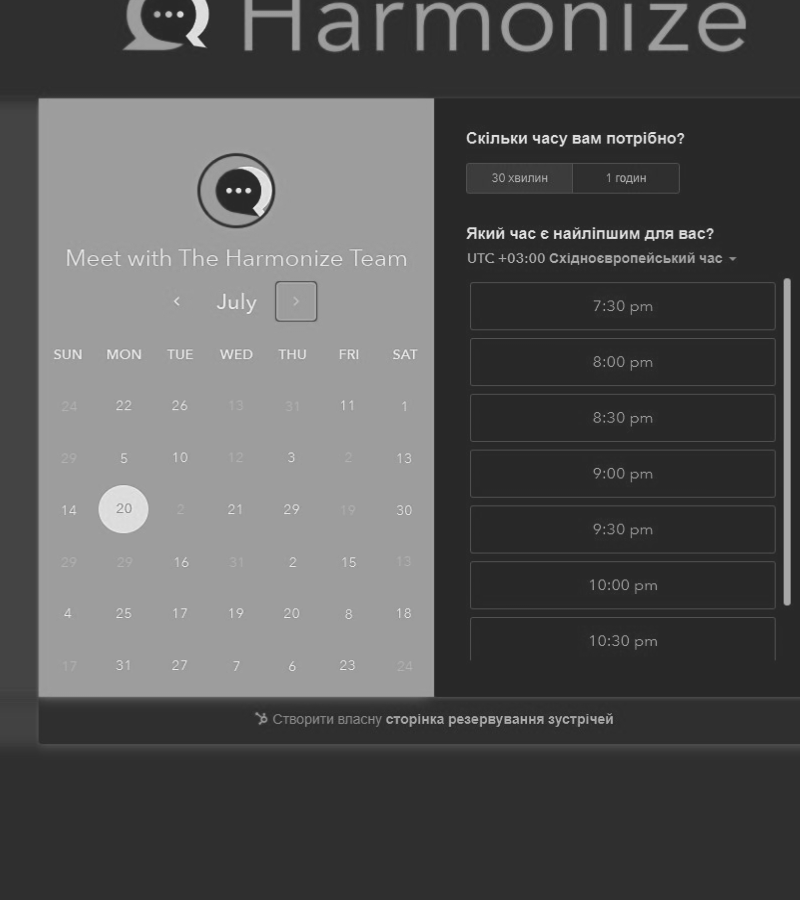 Harmonize
Meet with The Harmonize Team
July
SUN MON TUE WED THU FRI SAT
24 22 26 13 31 11 1
29 5 10 12 3 2 13
14 20 2 21 29 19 30
29 29 16 31 2 15 13
4 25 17 19 20 8 18
17 31 27 7 6 23 24
Скільки часу вам потрібно?
30 хвилин 1 годин
Який час є найліпшим для вас?
UTC +03:00 Східноєвропейський час
7:30 pm
8:00 pm
8:30 pm
9:00 pm
9:30 pm
10:00 pm
10:30 pm
Створити власну сторінка резервування зустрічей